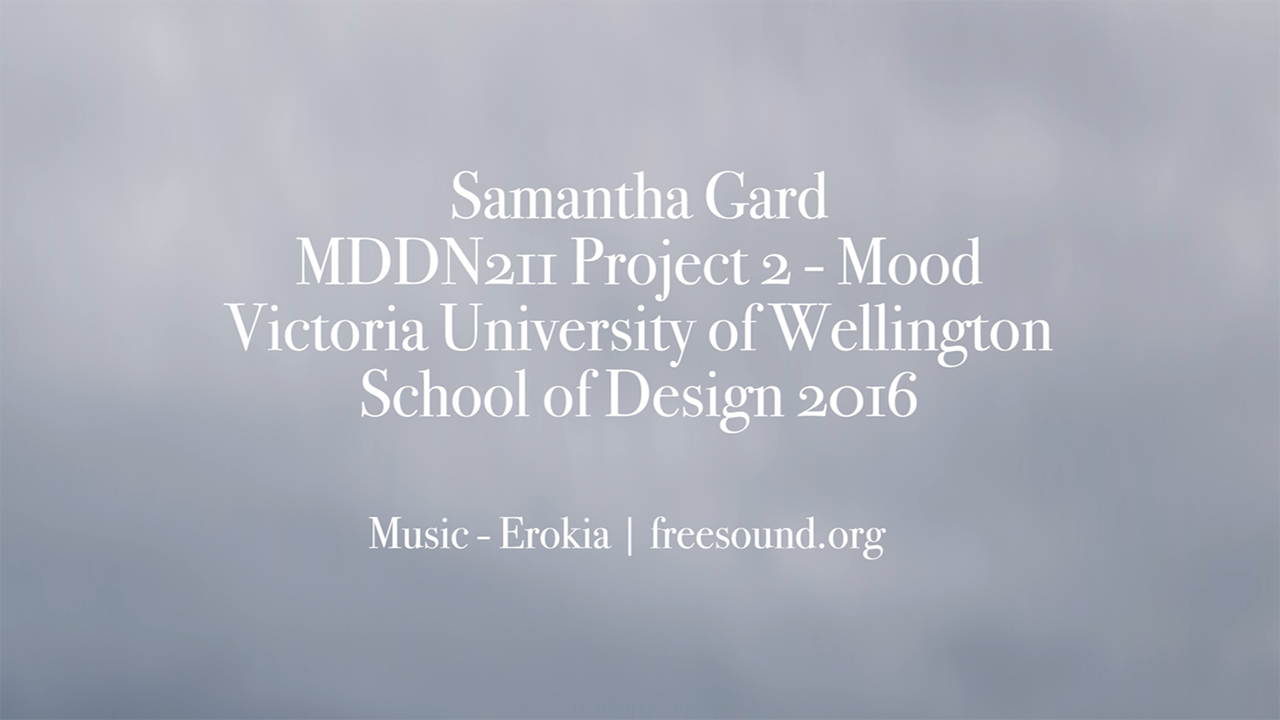 Samantha Gard
MDDN211 Project 2 - Mood
Victoria University of Wellington
School of Design 2016
Music - Erokia | freesound.org